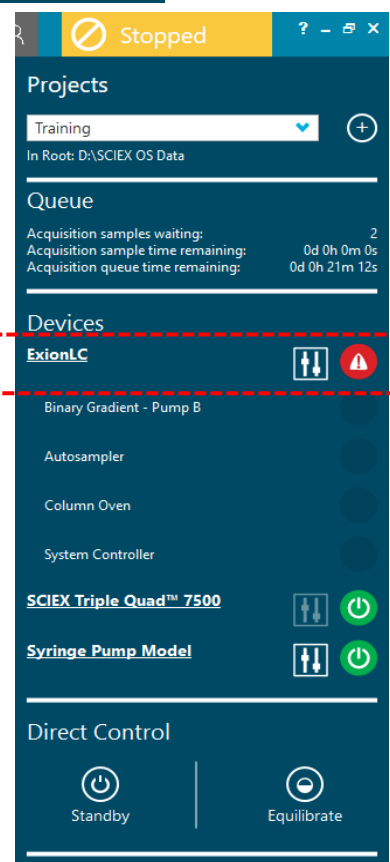 Stopped
? – X
Projects
Training
In Root: D:\SCIEX OS Data
Queue
Acquisition samples waiting: 2
Acquisition sample time remaining: 0d 0h 0m 0s
Acquisition queue time remaining: 0d 0h 21m 12s
Devices
ExionLC
Binary Gradient - Pump B
Autosampler
Column Oven
System Controller
SCIEX Triple Quad™ 7500
Syringe Pump Model
Direct Control
Standby
Equilibrate